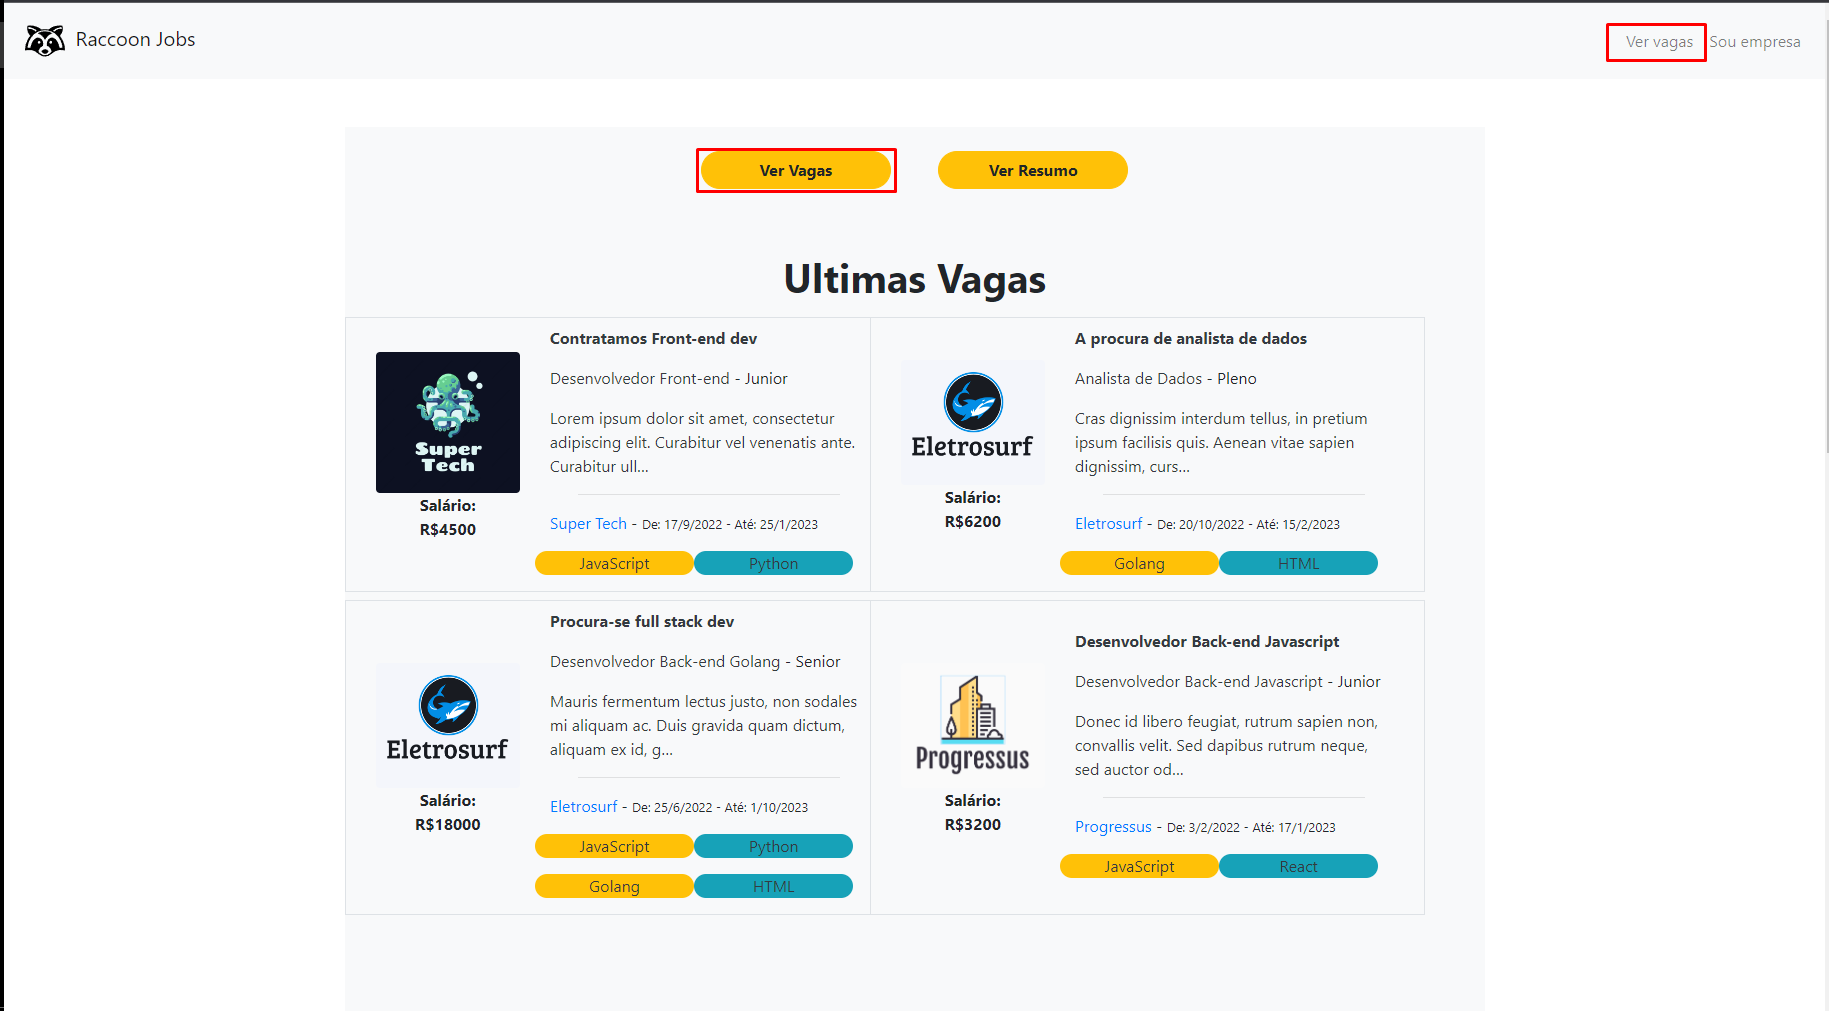 Raccoon Jobs
Ver vagas
Sou empresa
Ver Vagas
Ver Resumo
Ultimas Vagas
Super
Tech
Salário:
R$4500
Contratamos Front-end dev
Desenvolvedor Front-end - Junior
Lorem ipsum dolor sit amet, consectetur
adipiscing elit. Curabitur vel venenatis ante.
Curabitur ull...
Super Tech - De: 17/9/2022 - Até: 25/1/2023
JavaScript
Python
Eletrosurf
Salário:
R$6200
A procura de analista de dados
Analista de Dados - Pleno
Cras dignissim interdum tellus, in pretium
ipsum facilisis quis. Aenean vitae sapien
dignissim, curs...
Eletrosurf - De: 20/10/2022 - Até: 15/2/2023
Golang
HTML
Eletrosurf
Salário:
R$18000
Procura-se full stack dev
Desenvolvedor Back-end Golang - Senior
Mauris fermentum lectus justo, non sodales
mi aliquam ac. Duis gravida quam dictum,
aliquam ex id, g...
Eletrosurf - De: 25/6/2022 - Até: 1/10/2023
JavaScript
Python
Golang
HTML
Progressus
Salário:
R$3200
Desenvolvedor Back-end Javascript
Desenvolvedor Back-end Javascript - Junior
Donec id libero feugiat, rutrum sapien non,
convallis velit. Sed dapibus rutrum neque,
sed auctor od...
Progressus - De: 3/2/2022 - Até: 17/1/2023
JavaScript
React